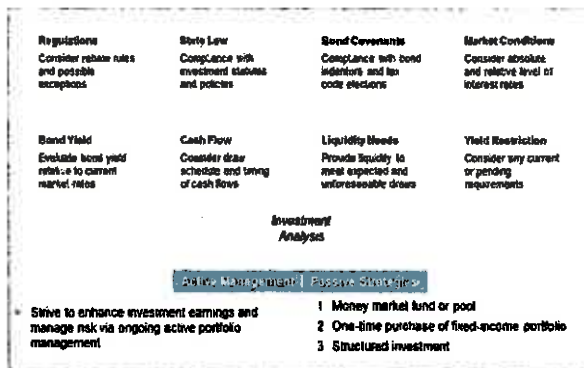 Regulations
Consider rebate rules
and possible
exceptions
State Law
Compliance with
investment statutes
and policies
Bond Covenants
Compliance with bond
indenture and tax
code elections
Market Conditions
Consider absolute
and relative level of
interest rates
Bond Yield
Evaluate bond yield
relative to current
market rates
Cash Flow
Consider draw
schedule and timing
of cash flows
Liquidity Needs
Provide liquidity to
meet expected and
unforeseeable draws
Yield Restriction
Consider any current
or pending
requirements
Investment
Analysis
Active Management | Passive Strategies
Strive to enhance investment earnings and
manage risk via ongoing active portfolio
management
1 Money market fund or pool
2 One-time purchase of fixed-income portfolio
3 Structured investment